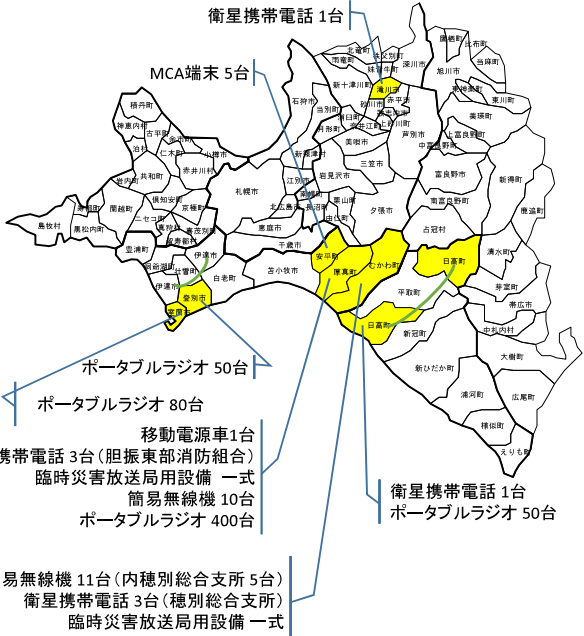 衛星携帯電話 1台
MCA端末 5台
鷹栖町
比布町
北竜町
秩父別町
深川市
旭川市
当麻町
雨竜町
妹背牛町
新十津川町
滝川市
東神楽町
東川町
石狩市
当別町
砂川市
赤平市
浦臼町
上砂川町
奈井江町
美瑛町
積丹町
月形町
芦別市
上富良野町
神恵内村
古平町
美唄市
中富良野町
余市町
泊村
仁木町
小樽市
新篠津村
三笠市
共和町
赤井川村
岩見沢市
富良野市
新得町
岩内町
札幌市
江別市
倶知安町
南幌町
栗山町
南富良野町
鹿追町
寿都町
蘭越町
京極町
北広島市
長沼町
夕張市
ニセコ町
由仁町
島牧村
黒松内町
真狩村
喜茂別町
恵庭市
占冠村
留寿都村
千歳市
豊浦町
伊達市
安平町
清水町
洞爺湖町
苫小牧市
厚真町
むかわ町
日高町
壮瞥町
白老町
芽室町
伊達市
平取町
帯広市
登別市
室蘭市
日高町
新冠町
中札内村
大樹町
新ひだか町
浦河町
広尾町
様似町
えりも町
ポータブルラジオ 50台
ポータブルラジオ 80台
移動電源車1台
携帯電話 3台（胆振東部消防組合）
臨時災害放送局用設備 一式
簡易無線機 10台
ポータブルラジオ 400台
衛星携帯電話 1台
ポータブルラジオ 50台
易無線機 11台（内穂別総合支所 5台）
衛星携帯電話 3台（穂別総合支所）
臨時災害放送局用設備 一式